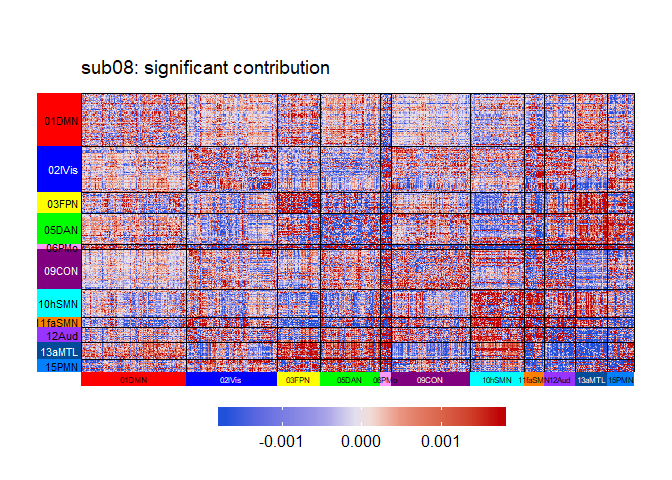 sub08: significant contribution
01DMN
02lVis
03FPN
05DAN
06PMo
09CON
10hSMN
11faSMN
12Aud
13aMTL
15PMN
01DMN 02lVis 03FPN 05DAN 06PMo 09CON 10hSMN 11faSMN 12Aud 13aMTL 15PMN
-0.001 0.000 0.001